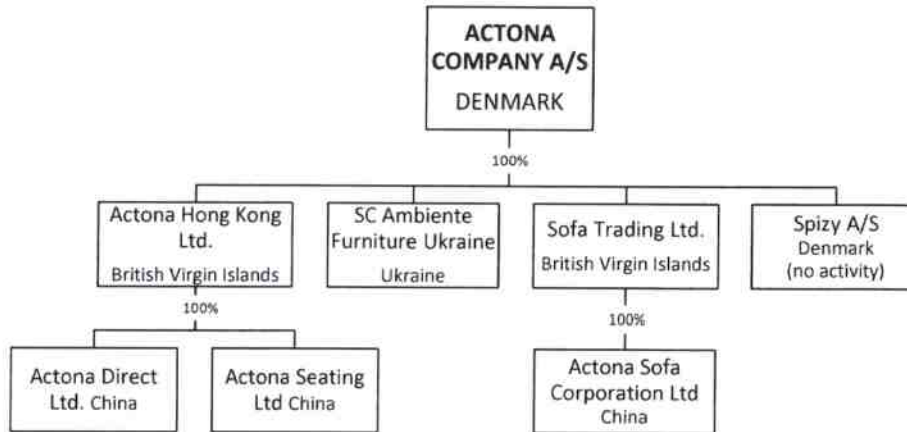 ACTONA
COMPANY A/S
DENMARK
100%
Actona Hong Kong
Ltd.
British Virgin Islands
SC Ambiente
Furniture Ukraine
Ukraine
Sofa Trading Ltd.
British Virgin Islands
Spizy A/S
Denmark
(no activity)
100%
100%
Actona Direct
Ltd. China
Actona Seating
Ltd China
Actona Sofa
Corporation Ltd
China